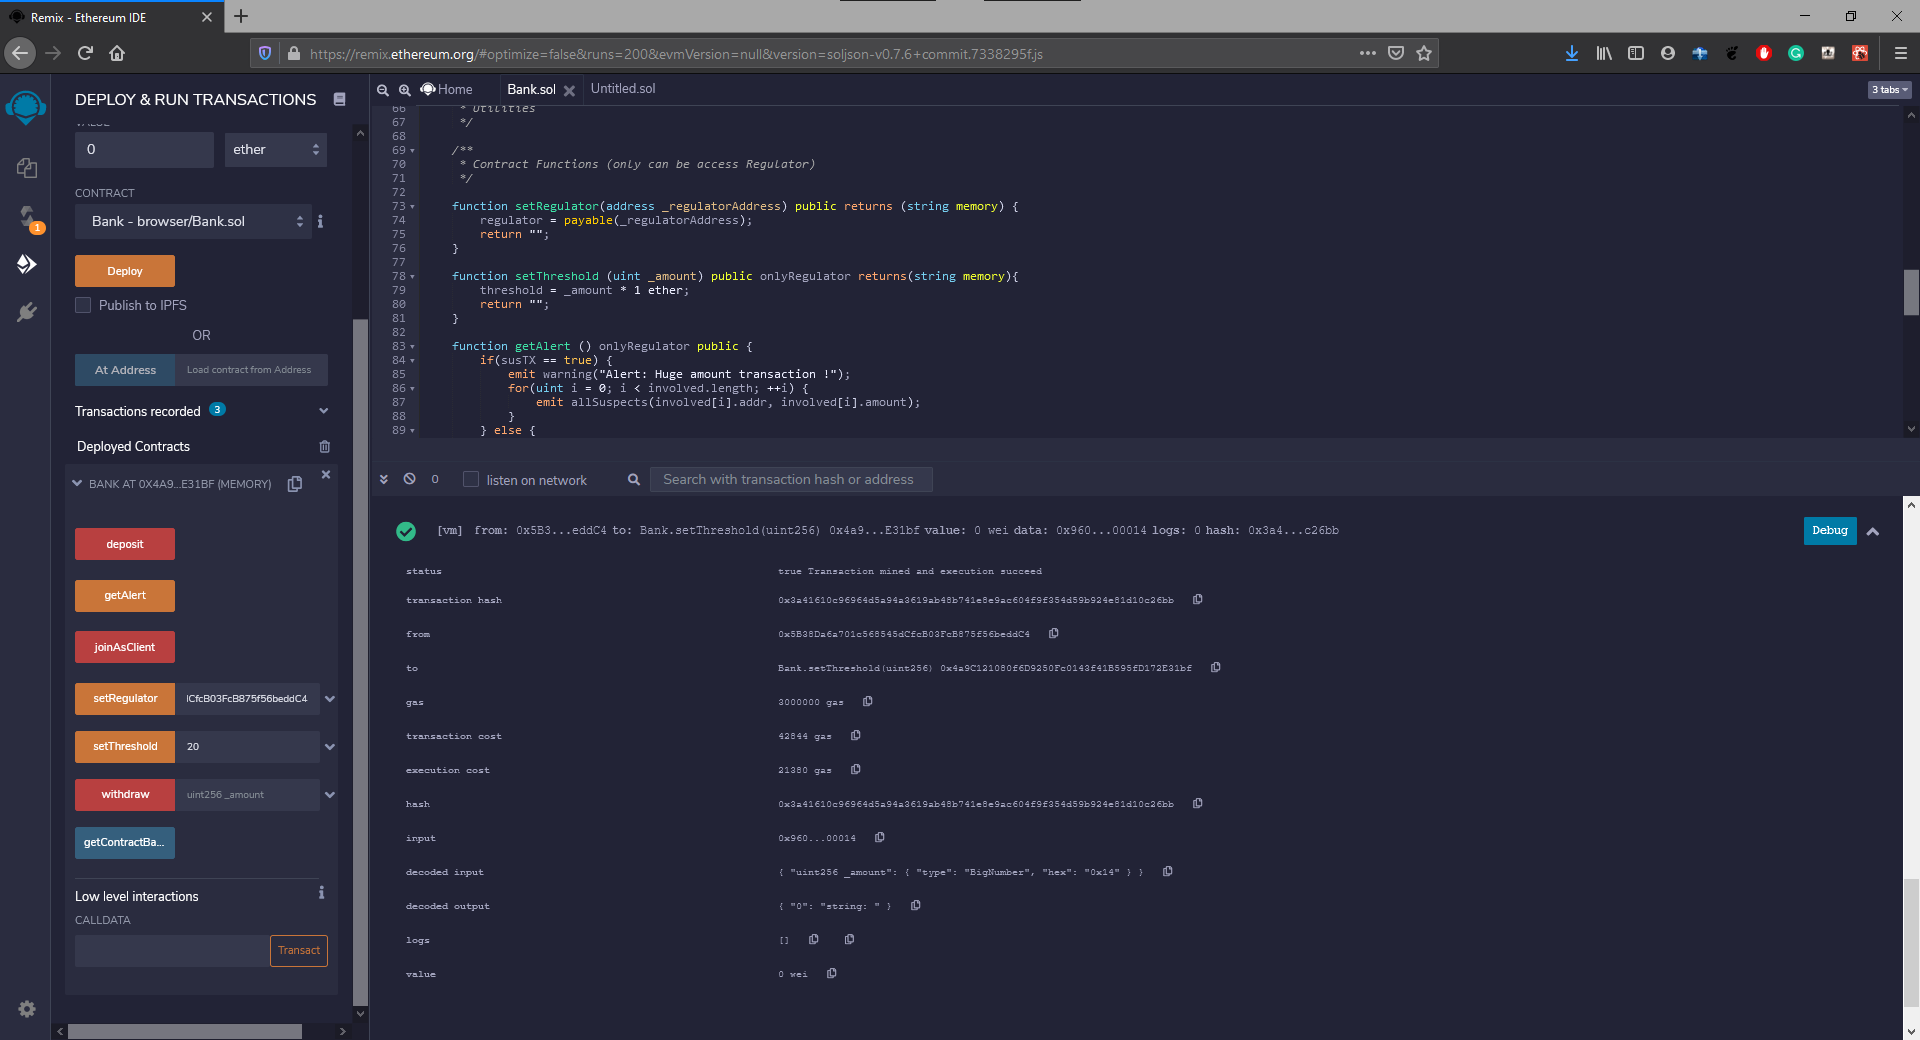 Remix - Ethereum IDE
https://remix.ethereum.org/#optimize=false&runs=200&evmVersion=null&version=soljson-v0.7.6+commit.7338295f.js
DEPLOY & RUN TRANSACTIONS
VALUE
0
ether
CONTRACT
Bank - browser/Bank.sol
1
Deploy
Publish to IPFS
OR
At Address
Load contract from Address
Transactions recorded 3
Deployed Contracts
BANK AT 0X4A9...E31BF (MEMORY)
deposit
getAlert
joinAsClient
setRegulator
lCfcB03FcB875f56beddC4
setThreshold
20
withdraw
uint256 _amount
getContractBa...
Low level interactions
CALLDATA
Transact
Home
Bank.sol
Untitled.sol
3 tabs
66 * Utilities
67 */
68
69 /**
70 * Contract Functions (only can be access Regulator)
71 */
72
73 function setRegulator(address _regulatorAddress) public returns (string memory) {
74 regulator = payable(_regulatorAddress);
75 return "";
76 }
77
78 function setThreshold (uint _amount) public onlyRegulator returns(string memory){
79 threshold = _amount * 1 ether;
80 return "";
81 }
82
83 function getAlert () onlyRegulator public {
84 if(susTX == true) {
85 emit warning("Alert: Huge amount transaction !");
86 for(uint i = 0; i < involved.length; ++i) {
87 emit allSuspects(involved[i].addr, involved[i].amount);
88 }
89 } else {
0
listen on network
Search with transaction hash or address
[vm] from: 0x5B3...eddC4 to: Bank.setThreshold(uint256) 0x4a9...E31bf value: 0 wei data: 0x960...00014 logs: 0 hash: 0x3a4...c26bb
Debug
status true Transaction mined and execution succeed
transaction hash 0x3a41610c96964d5a94a3619ab48b741e8e9ac604f9f354d59b924e81d10c26bb
from 0x5B38Da6a701c568545dCfcB03FcB875f56beddC4
to Bank.setThreshold(uint256) 0x4a9C121080f6D9250Fc0143f41B595fD172E31bf
gas 3000000 gas
transaction cost 42844 gas
execution cost 21380 gas
hash 0x3a41610c96964d5a94a3619ab48b741e8e9ac604f9f354d59b924e81d10c26bb
input 0x960...00014
decoded input { "uint256 _amount": { "type": "BigNumber", "hex": "0x14" } }
decoded output { "0": "string: " }
logs []
value 0 wei